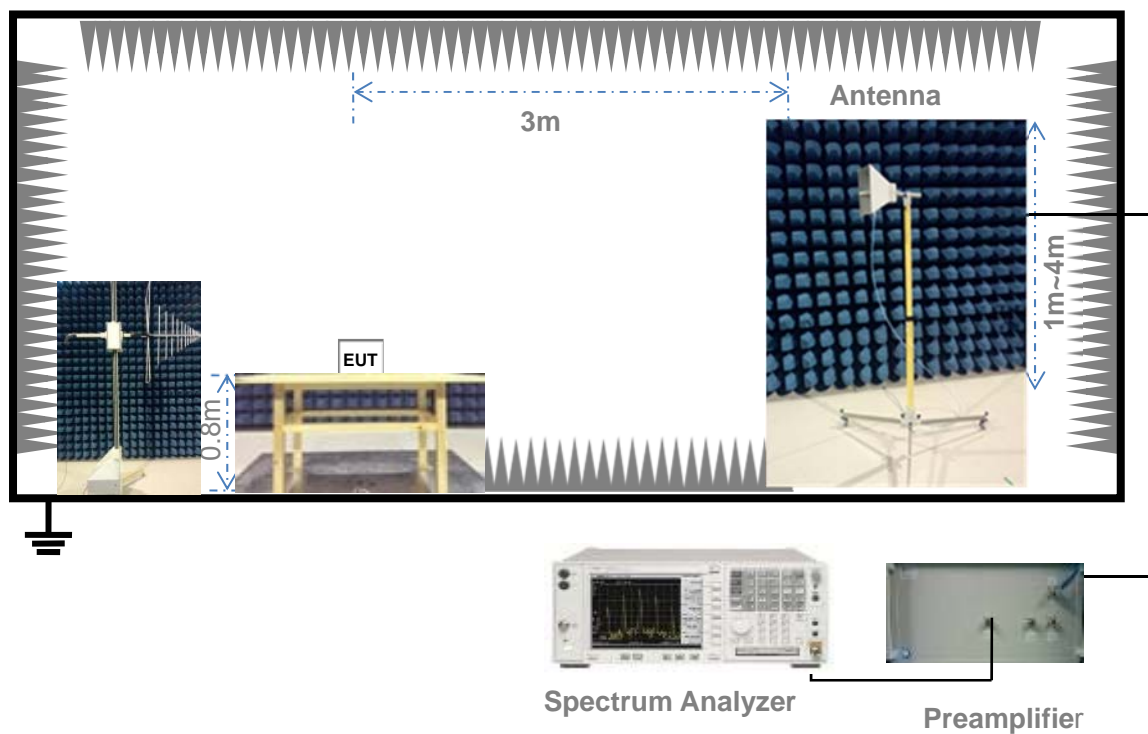 Antenna
3m
1m~4m
EUT
0.8m
Spectrum Analyzer
Preamplifier